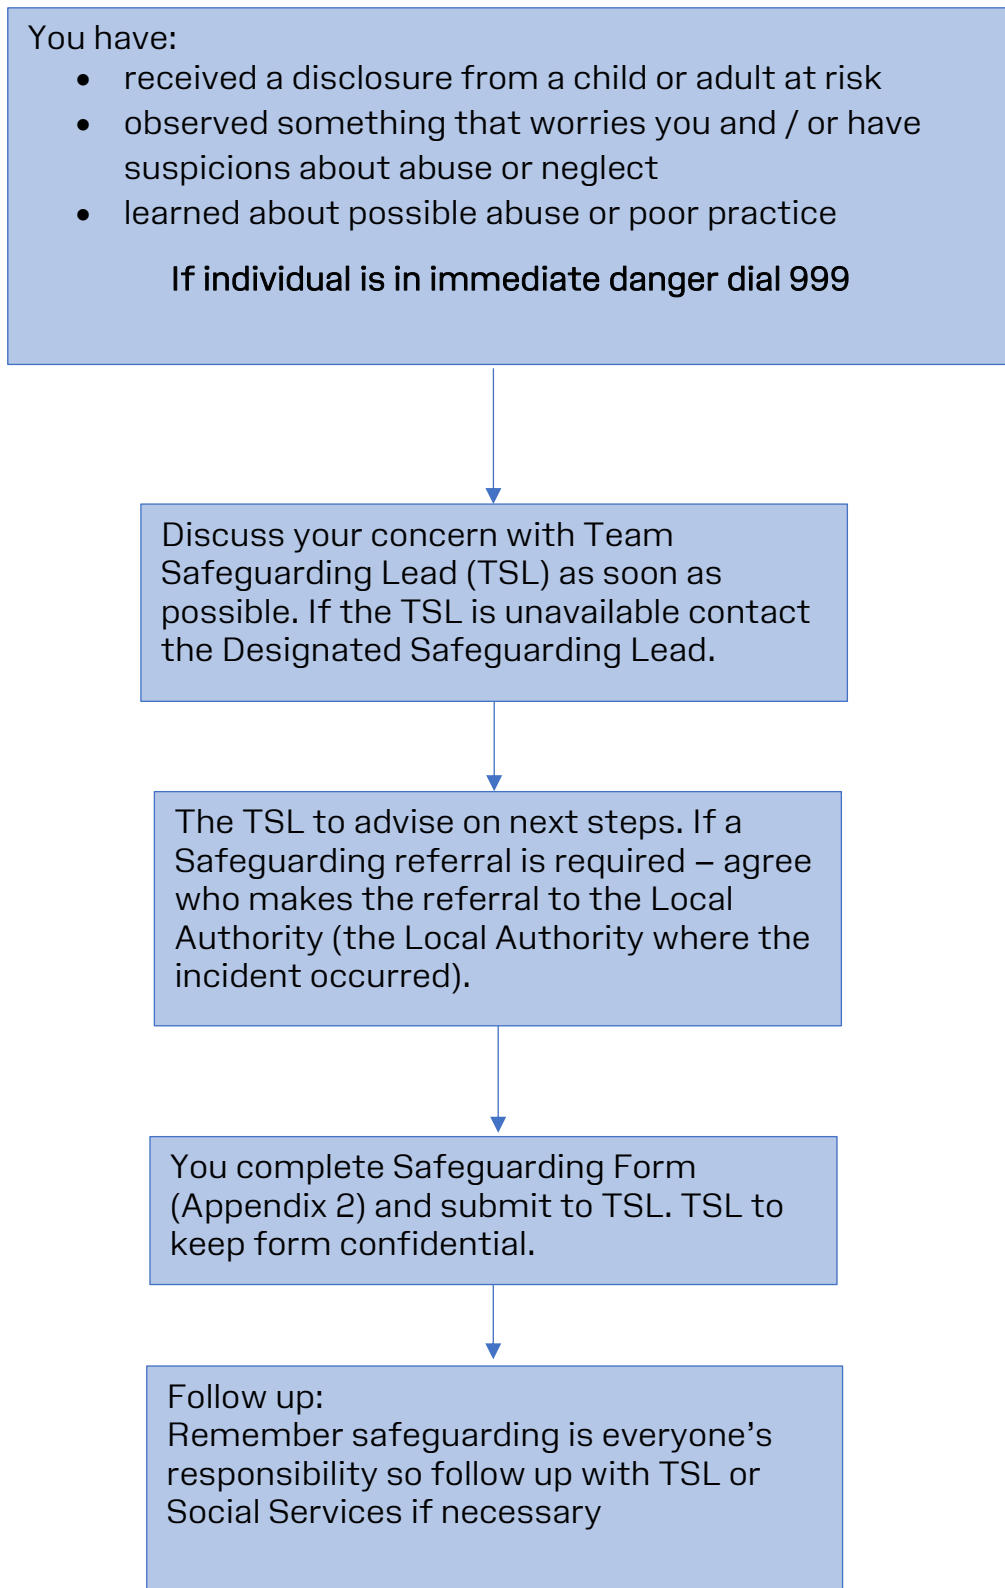 You have:
• received a disclosure from a child or adult at risk
• observed something that worries you and / or have
suspicions about abuse or neglect
• learned about possible abuse or poor practice
If individual is in immediate danger dial 999
Discuss your concern with Team
Safeguarding Lead (TSL) as soon as
possible. If the TSL is unavailable contact
the Designated Safeguarding Lead.
The TSL to advise on next steps. If a
Safeguarding referral is required – agree
who makes the referral to the Local
Authority (the Local Authority where the
incident occurred).
You complete Safeguarding Form
(Appendix 2) and submit to TSL. TSL to
keep form confidential.
Follow up:
Remember safeguarding is everyone’s
responsibility so follow up with TSL or
Social Services if necessary